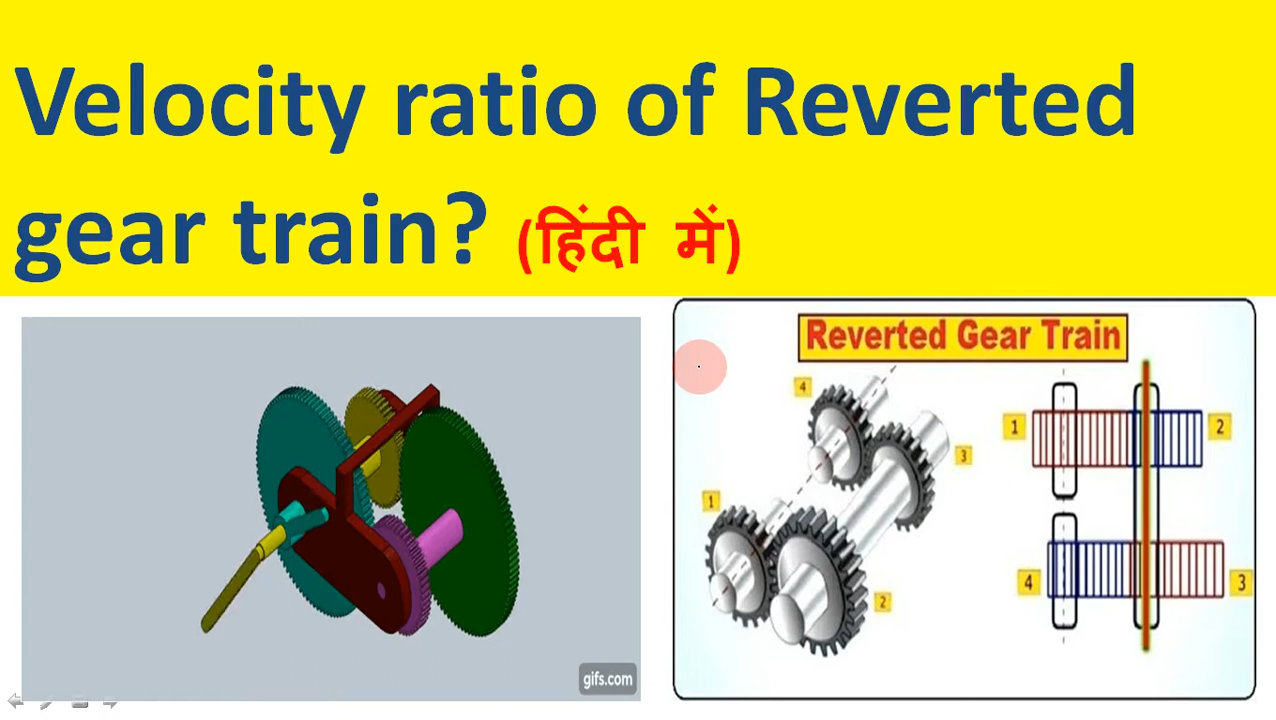 Velocity ratio of Reverted
gear train? (हिंदी में)
Reverted Gear Train
4
1
2
3
1
2
4
3
gifs.com